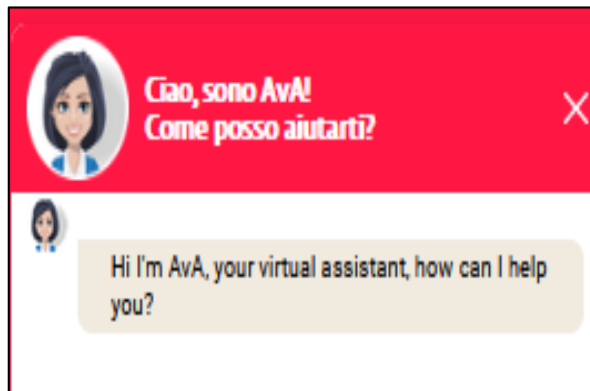 Ciao, sono AvA!
Come posso aiutarti?
Hi I'm AvA, your virtual assistant, how can I help
you?